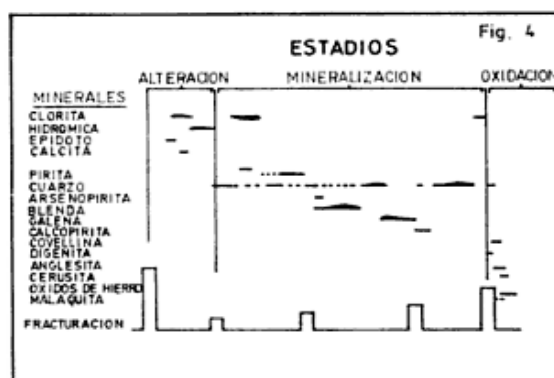 Fig. 4
ESTADIOS
ALTERACION MINERALIZACION OXIDACION
MINERALES
CLORITA
HIDROMICA
EPIDOTO
CALCITA
PIRITA
CUARZO
ARSENOPIRITA
BLENDA
GALENA
CALCOPIRITA
COVELLINA
DIGENITA
ANGLESITA
CERUSITA
OXIDOS DE HIERRO
MALAQUITA
FRACTURACION